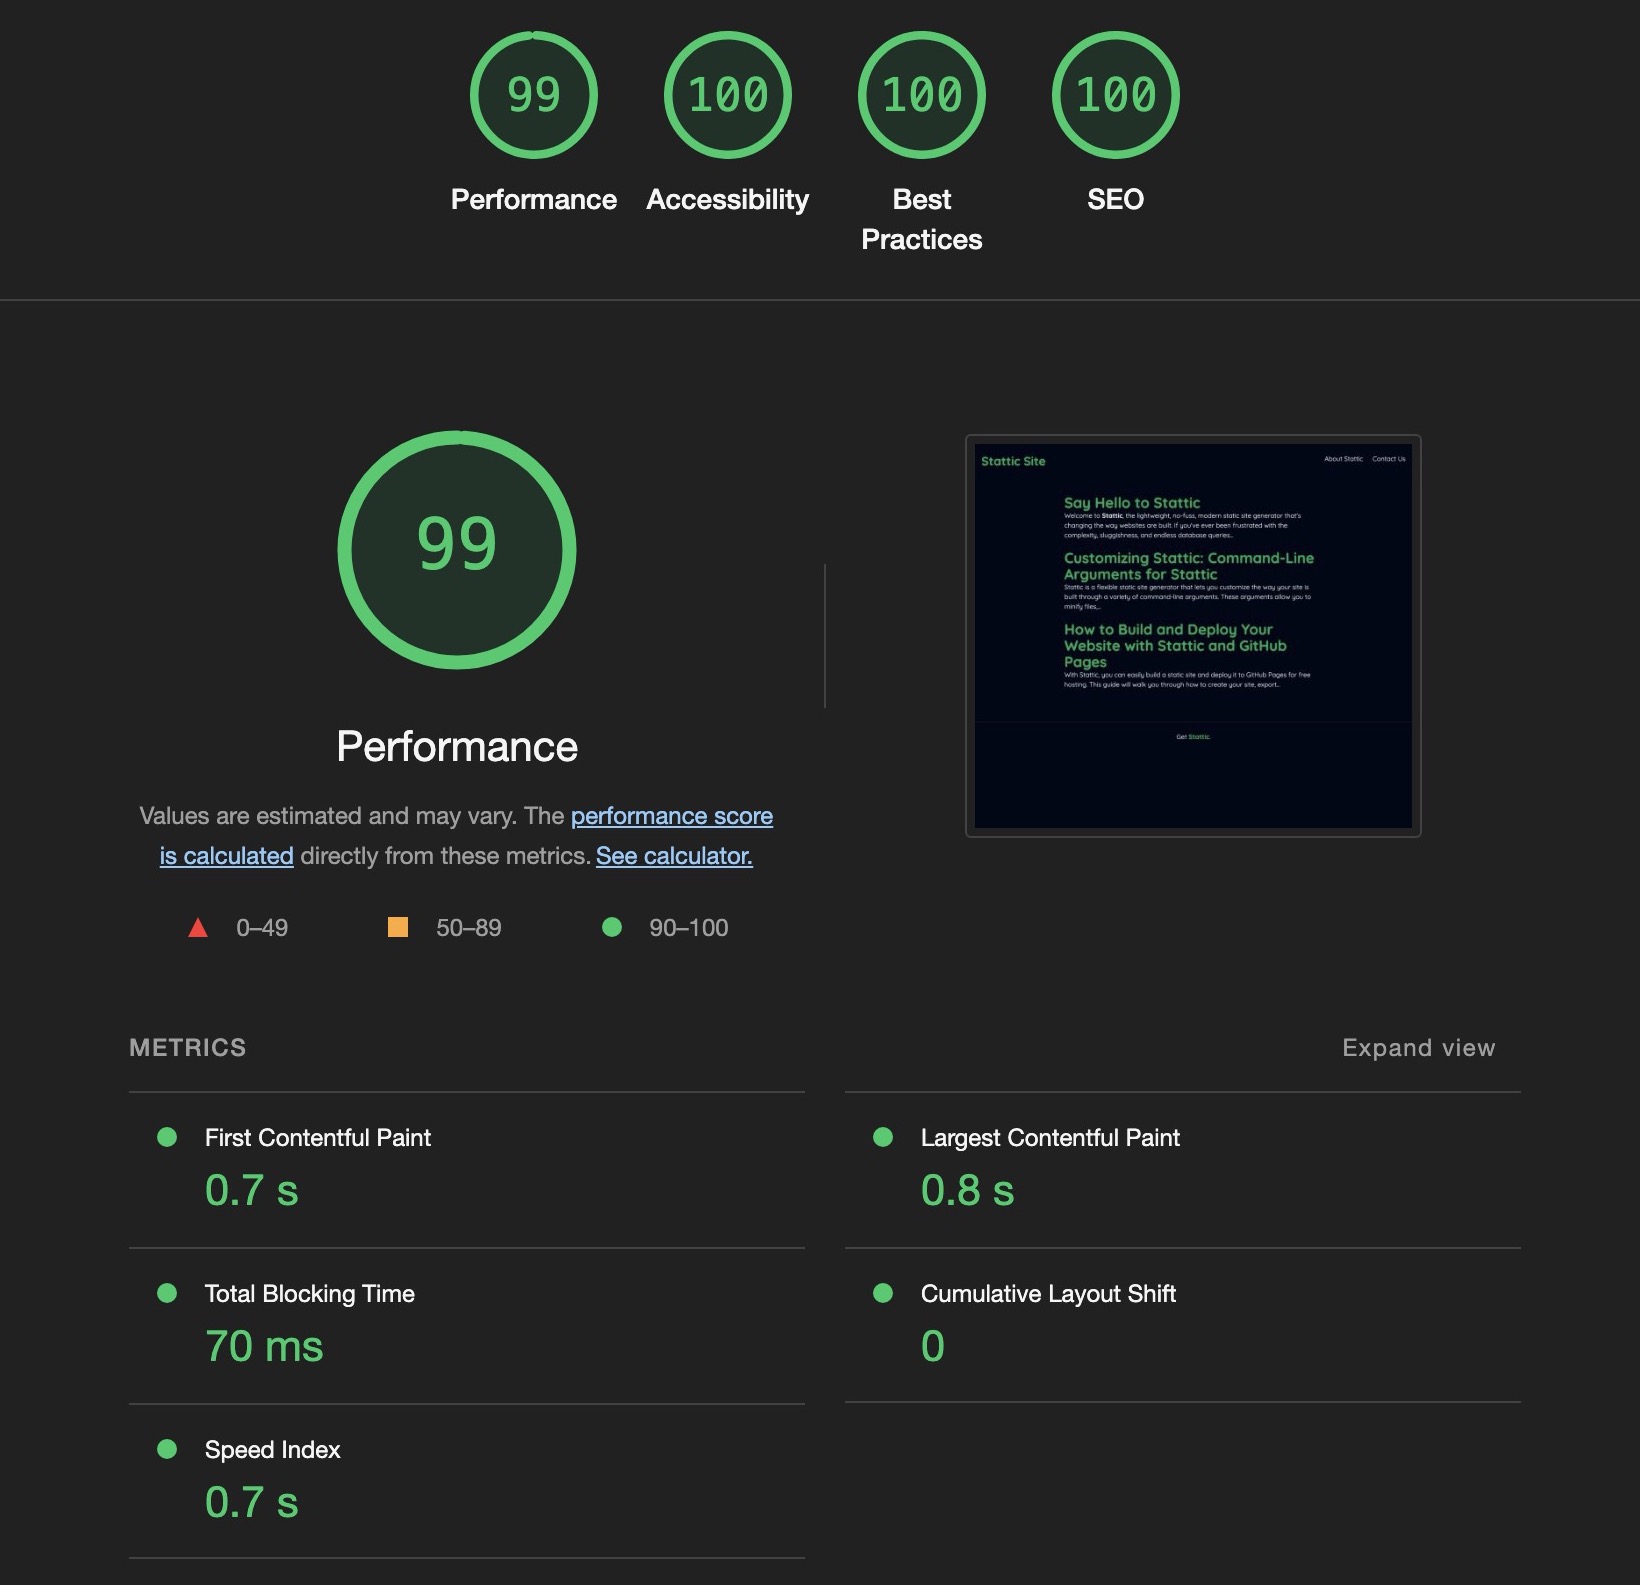 99
100
100
100
Performance
Accessibility
Best
Practices
SEO
99
Performance
Values are estimated and may vary. The performance score
is calculated directly from these metrics. See calculator.
0–49
50–89
90–100
Stattic Site
About Stattic
Contact Us
Say Hello to Stattic
Welcome to Stattic, the lightweight, no-fuss, modern static site generator that's
changing the way websites are built. If you've ever been frustrated with the
complexity, sluggishness, and endless database queries...
Customizing Stattic: Command-Line
Arguments for Stattic
Stattic is a flexible static site generator that lets you customize the way your site is
built through a variety of command-line arguments. These arguments allow you to
minify files,...
How to Build and Deploy Your
Website with Stattic and GitHub
Pages
With Stattic, you can easily build a static site and deploy it to GitHub Pages for free
hosting. This guide will walk you through how to create your site, export...
Get Stattic.
METRICS
Expand view
First Contentful Paint
0.7 s
Largest Contentful Paint
0.8 s
Total Blocking Time
70 ms
Cumulative Layout Shift
0
Speed Index
0.7 s